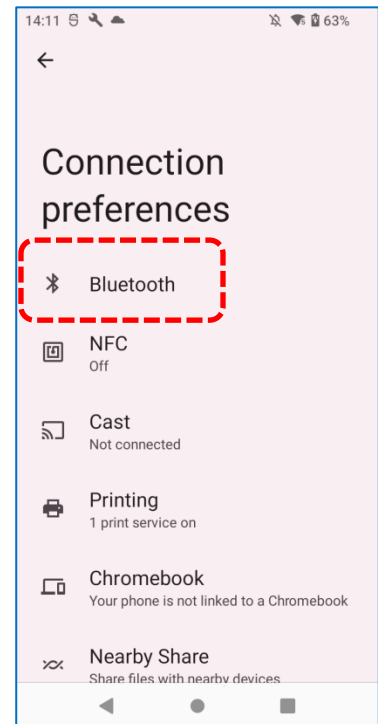 14:11 63%
Connection
preferences
Bluetooth
NFC
Off
Cast
Not connected
Printing
1 print service on
Chromebook
Your phone is not linked to a Chromebook
Nearby Share
Share files with nearby devices